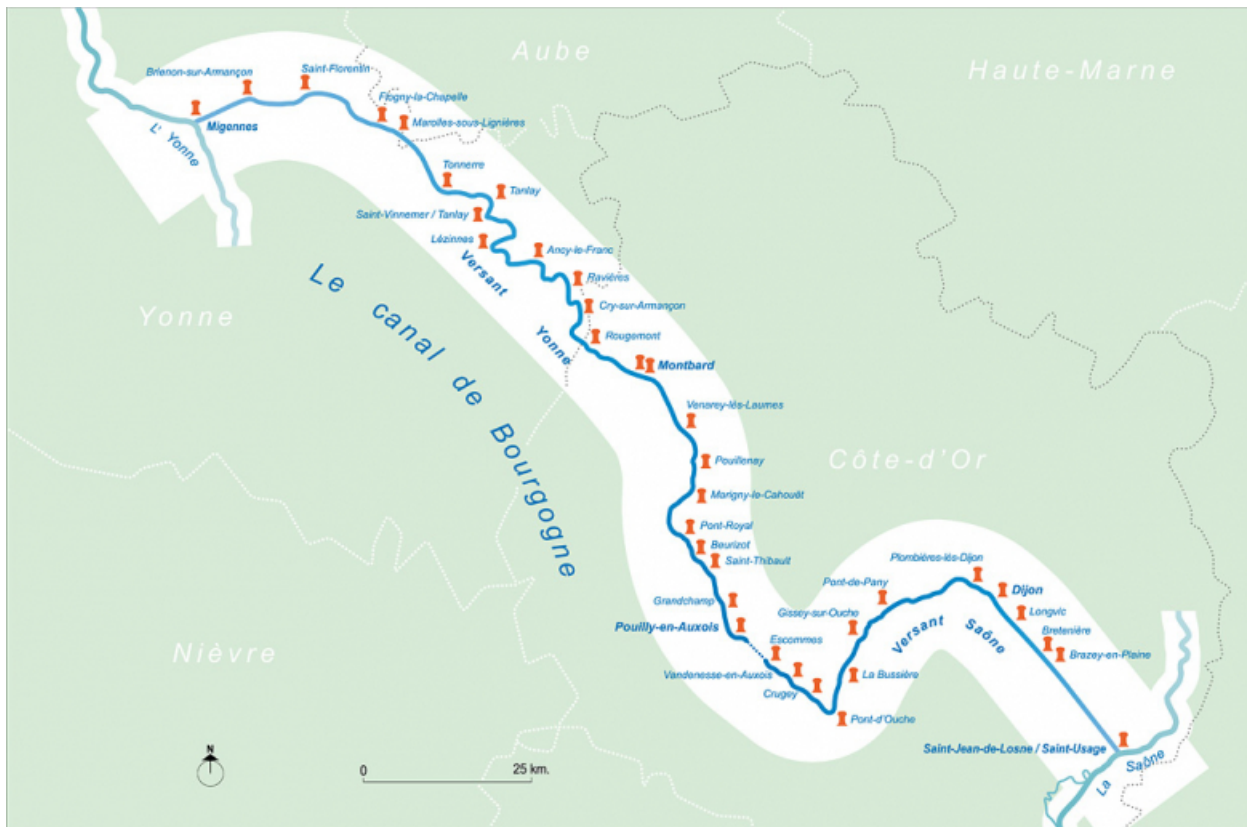 Aube
Haute-Marne
Brienon-sur-Armançon
Saint-Florentin
Flogny-la-Chapelle
Marolles-sous-Lignières
Migennes
L' Yonne
Tonnerre
Tanlay
Saint-Vinnemer / Tanlay
Lézinnes
Ancy-le-Franc
Versant Yonne
Ravières
Cry-sur-Armançon
Rougemont
Yonne
Le canal de Bourgogne
Montbard
Venarey-lés-Laumes
Pouillenay
Côte-d'Or
Marigny-le-Cahouët
Pont-Royal
Beurizot
Saint-Thibault
Plombières-lés-Dijon
Pont-de-Pany
Dijon
Grandchamp
Gissey-sur-Ouche
Longvic
Pouilly-en-Auxois
Versant Saône
Bretenière
Escommes
Brazey-en-Plaine
Nièvre
Vandenesse-en-Auxois
La Bussière
Crugey
Pont-d'Ouche
Saint-Jean-de-Losne / Saint-Usage
La Saône
N
0
25 km.